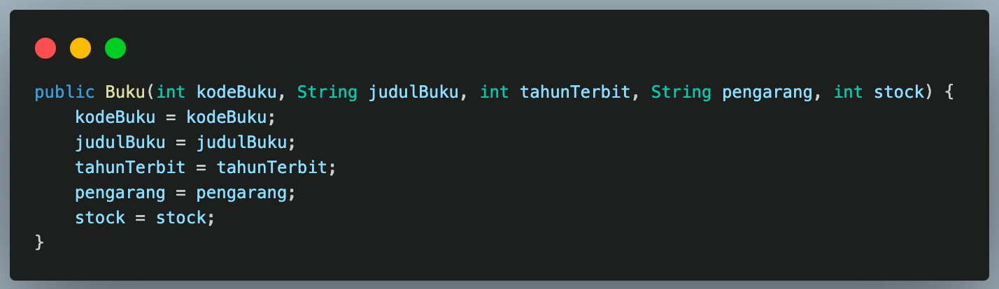 public Buku(int kodeBuku, String judulBuku, int tahunTerbit, String pengarang, int stock) {
    kodeBuku = kodeBuku;
    judulBuku = judulBuku;
    tahunTerbit = tahunTerbit;
    pengarang = pengarang;
    stock = stock;
}